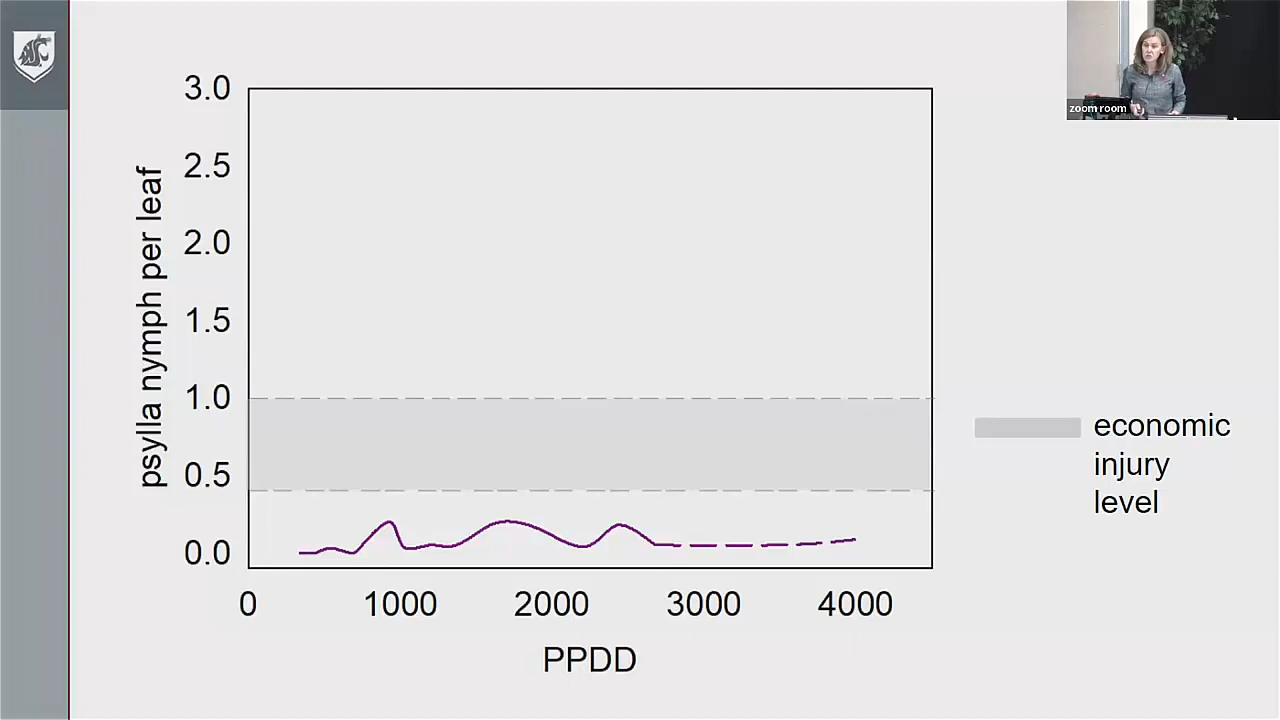 zoom room
3.0
2.5
2.0
1.5
1.0
0.5
0.0
psylla nymph per leaf
0 1000 2000 3000 4000
PPDD
economic
injury
level